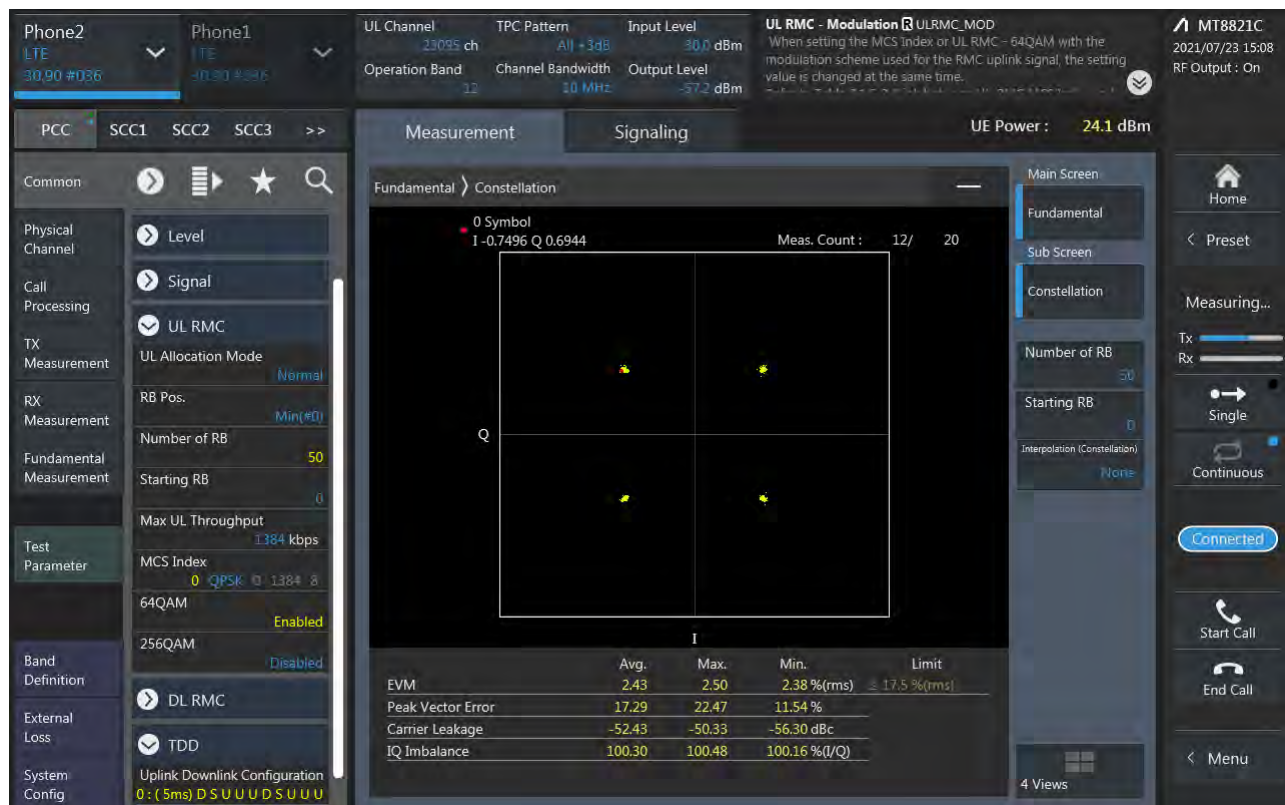 Phone2
LTE
30.90 #036
Phone1
LTE
30.90 #036
UL Channel
23095 ch
TPC Pattern
All +3dB
Input Level
30.0 dBm
Operation Band
12
Channel Bandwidth
10 MHz
Output Level
-57.2 dBm
UL RMC - Modulation R ULRMC_MOD
When setting the MCS Index or UL RMC - 64QAM with the
modulation scheme used for the RMC uplink signal, the setting
value is changed at the same time.
MT8821C
2021/07/23 15:08
RF Output : On
PCC SCC1 SCC2 SCC3 >>
Measurement
Signaling
UE Power : 24.1 dBm
Common
Physical
Channel
Call
Processing
TX
Measurement
RX
Measurement
Fundamental
Measurement
Test
Parameter
Band
Definition
External
Loss
System
Config
Level
Signal
UL RMC
UL Allocation Mode
Normal
RB Pos.
Min(#0)
Number of RB
50
Starting RB
0
Max UL Throughput
1384 kbps
MCS Index
0 QPSK 0 1384 8
64QAM
Enabled
256QAM
Disabled
DL RMC
TDD
Uplink Downlink Configuration
0 : ( 5ms) D S U U U D S U U U
Fundamental 〉 Constellation
0 Symbol
I -0.7496 Q 0.6944
Meas. Count : 12/ 20
Q
I
Avg. Max. Min. Limit
EVM 2.43 2.50 2.38 %(rms) ≤ 17.5 %(rms)
Peak Vector Error 17.29 22.47 11.54 %
Carrier Leakage -52.43 -50.33 -56.30 dBc
IQ Imbalance 100.30 100.48 100.16 %(I/Q)
Main Screen
Fundamental
Sub Screen
Constellation
Number of RB
50
Starting RB
0
Interpolation (Constellation)
None
4 Views
Home
< Preset
Measuring...
Tx
Rx
Single
Continuous
Connected
Start Call
End Call
< Menu